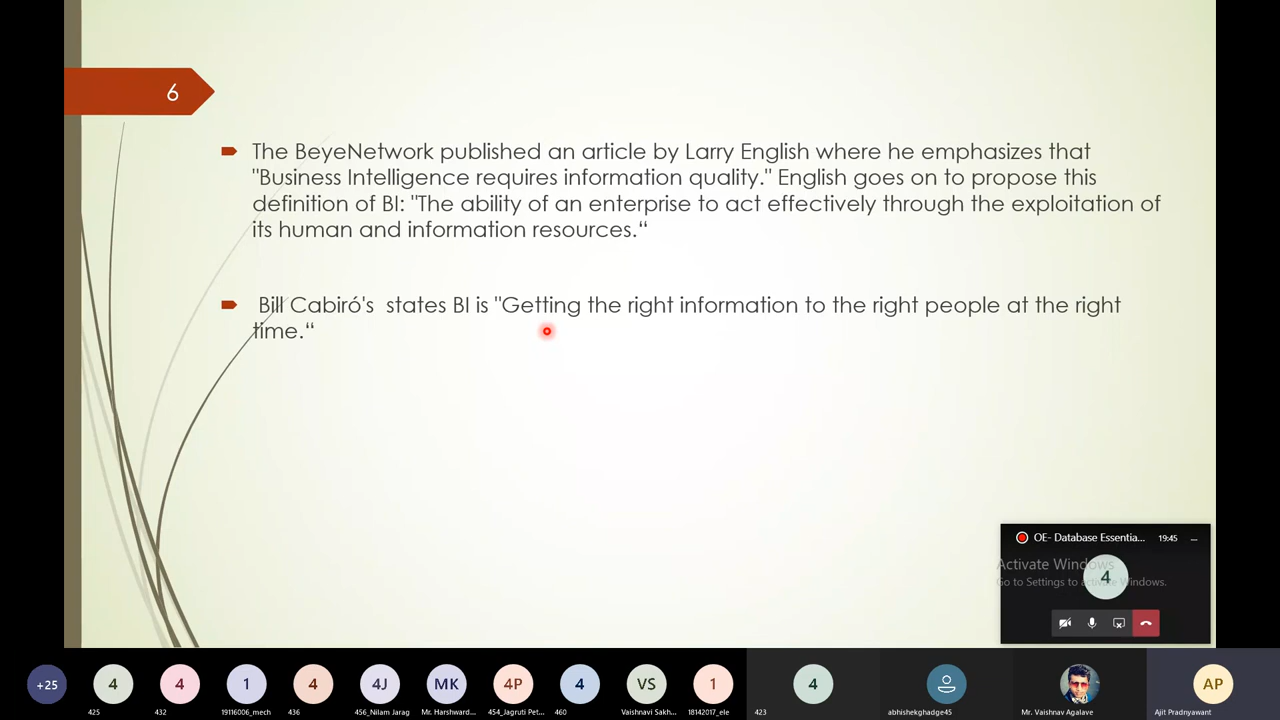 6
The BeyeNetwork published an article by Larry English where he emphasizes that
"Business Intelligence requires information quality." English goes on to propose this
definition of BI: "The ability of an enterprise to act effectively through the exploitation of
its human and information resources.“
Bill Cabiró's  states BI is "Getting the right information to the right people at the right
time.“
OE- Database Essentia... 19:45
Activate Windows
Go to Settings to activate Windows.
4
+25
4
4
1
4
4J
MK
4P
4
VS
1
4
AP
425
432
19116006_mech
436
456_Nilam Jarag
Mr. Harshward...
454_Jagruti Pet...
460
Vaishnavi Sakh...
18142017_ele
423
abhishekghadge45
Mr. Vaishnav Agalave
Ajit Pradnyawant